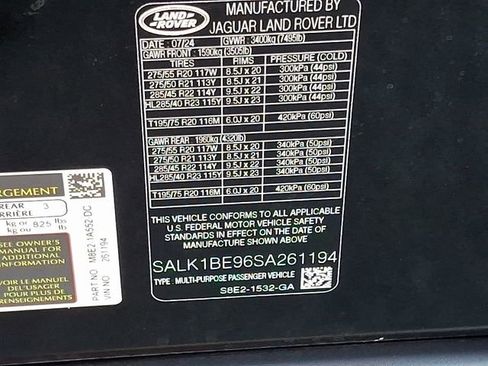 LAND
ROVER
MANUFACTURED BY
JAGUAR LAND ROVER LTD
DATE : 07/24 GVWR : 3400kg (7495lb)
GAWR FRONT : 1590kg (3505lb)
TIRES RIMS PRESSURE (COLD)
275/55 R20 117W 8.5J x 20 300kPa (44psi)
275/50 R21 113Y 8.5J x 21 300kPa (44psi)
285/45 R22 114Y 9.5J x 22 300kPa (44psi)
HL285/40 R23 115Y 9.5J x 23 300kPa (44psi)
T195/75 R20 116M 6.0J x 20 420kPa (60psi)
GAWR REAR : 1960kg (4320lb)
275/55 R20 117W 8.5J x 20 340kPa (50psi)
275/50 R21 113Y 8.5J x 21 340kPa (50psi)
285/45 R22 114Y 9.5J x 22 340kPa (50psi)
HL285/40 R23 115Y 9.5J x 23 340kPa (50psi)
T195/75 R20 116M 6.0J x 20 420kPa (60psi)
THIS VEHICLE CONFORMS TO ALL APPLICABLE
U.S. FEDERAL MOTOR VEHICLE SAFETY
STANDARDS IN EFFECT ON THE DATE OF
MANUFACTURE SHOWN ABOVE.
SALK1BE96SA261194
TYPE : MULTI-PURPOSE PASSENGER VEHICLE
S8E2-1532-GA
ARGEMENT
REAR 3
ARRIÈRE
kg or 825 lbs
kg ou lb
SEE OWNER'S
MANUAL FOR
ADDITIONAL
INFORMATION
VOIR LE MANUEL
DE L'USAGER
POUR PLUS DE
RENSEIGNEMENTS
PART NO M8E2-1A552-DC
VIN NO 261194